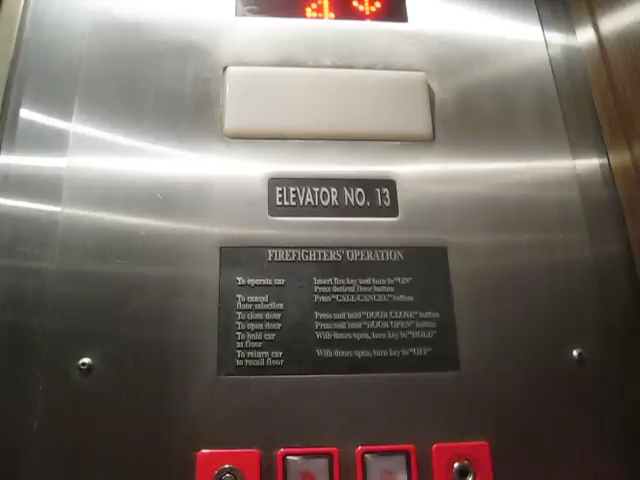 ELEVATOR NO. 13
FIREFIGHTERS' OPERATION
To operate car Insert fire key and turn to "ON"
Press desired floor button
To cancel Press "CALL CANCEL" button
floor selection
To close door Press and hold "DOOR CLOSE" button
To open door Press and hold "DOOR OPEN" button
To hold car With doors open, turn key to "HOLD"
at floor
To return car With doors open, turn key to "OFF"
to recall floor